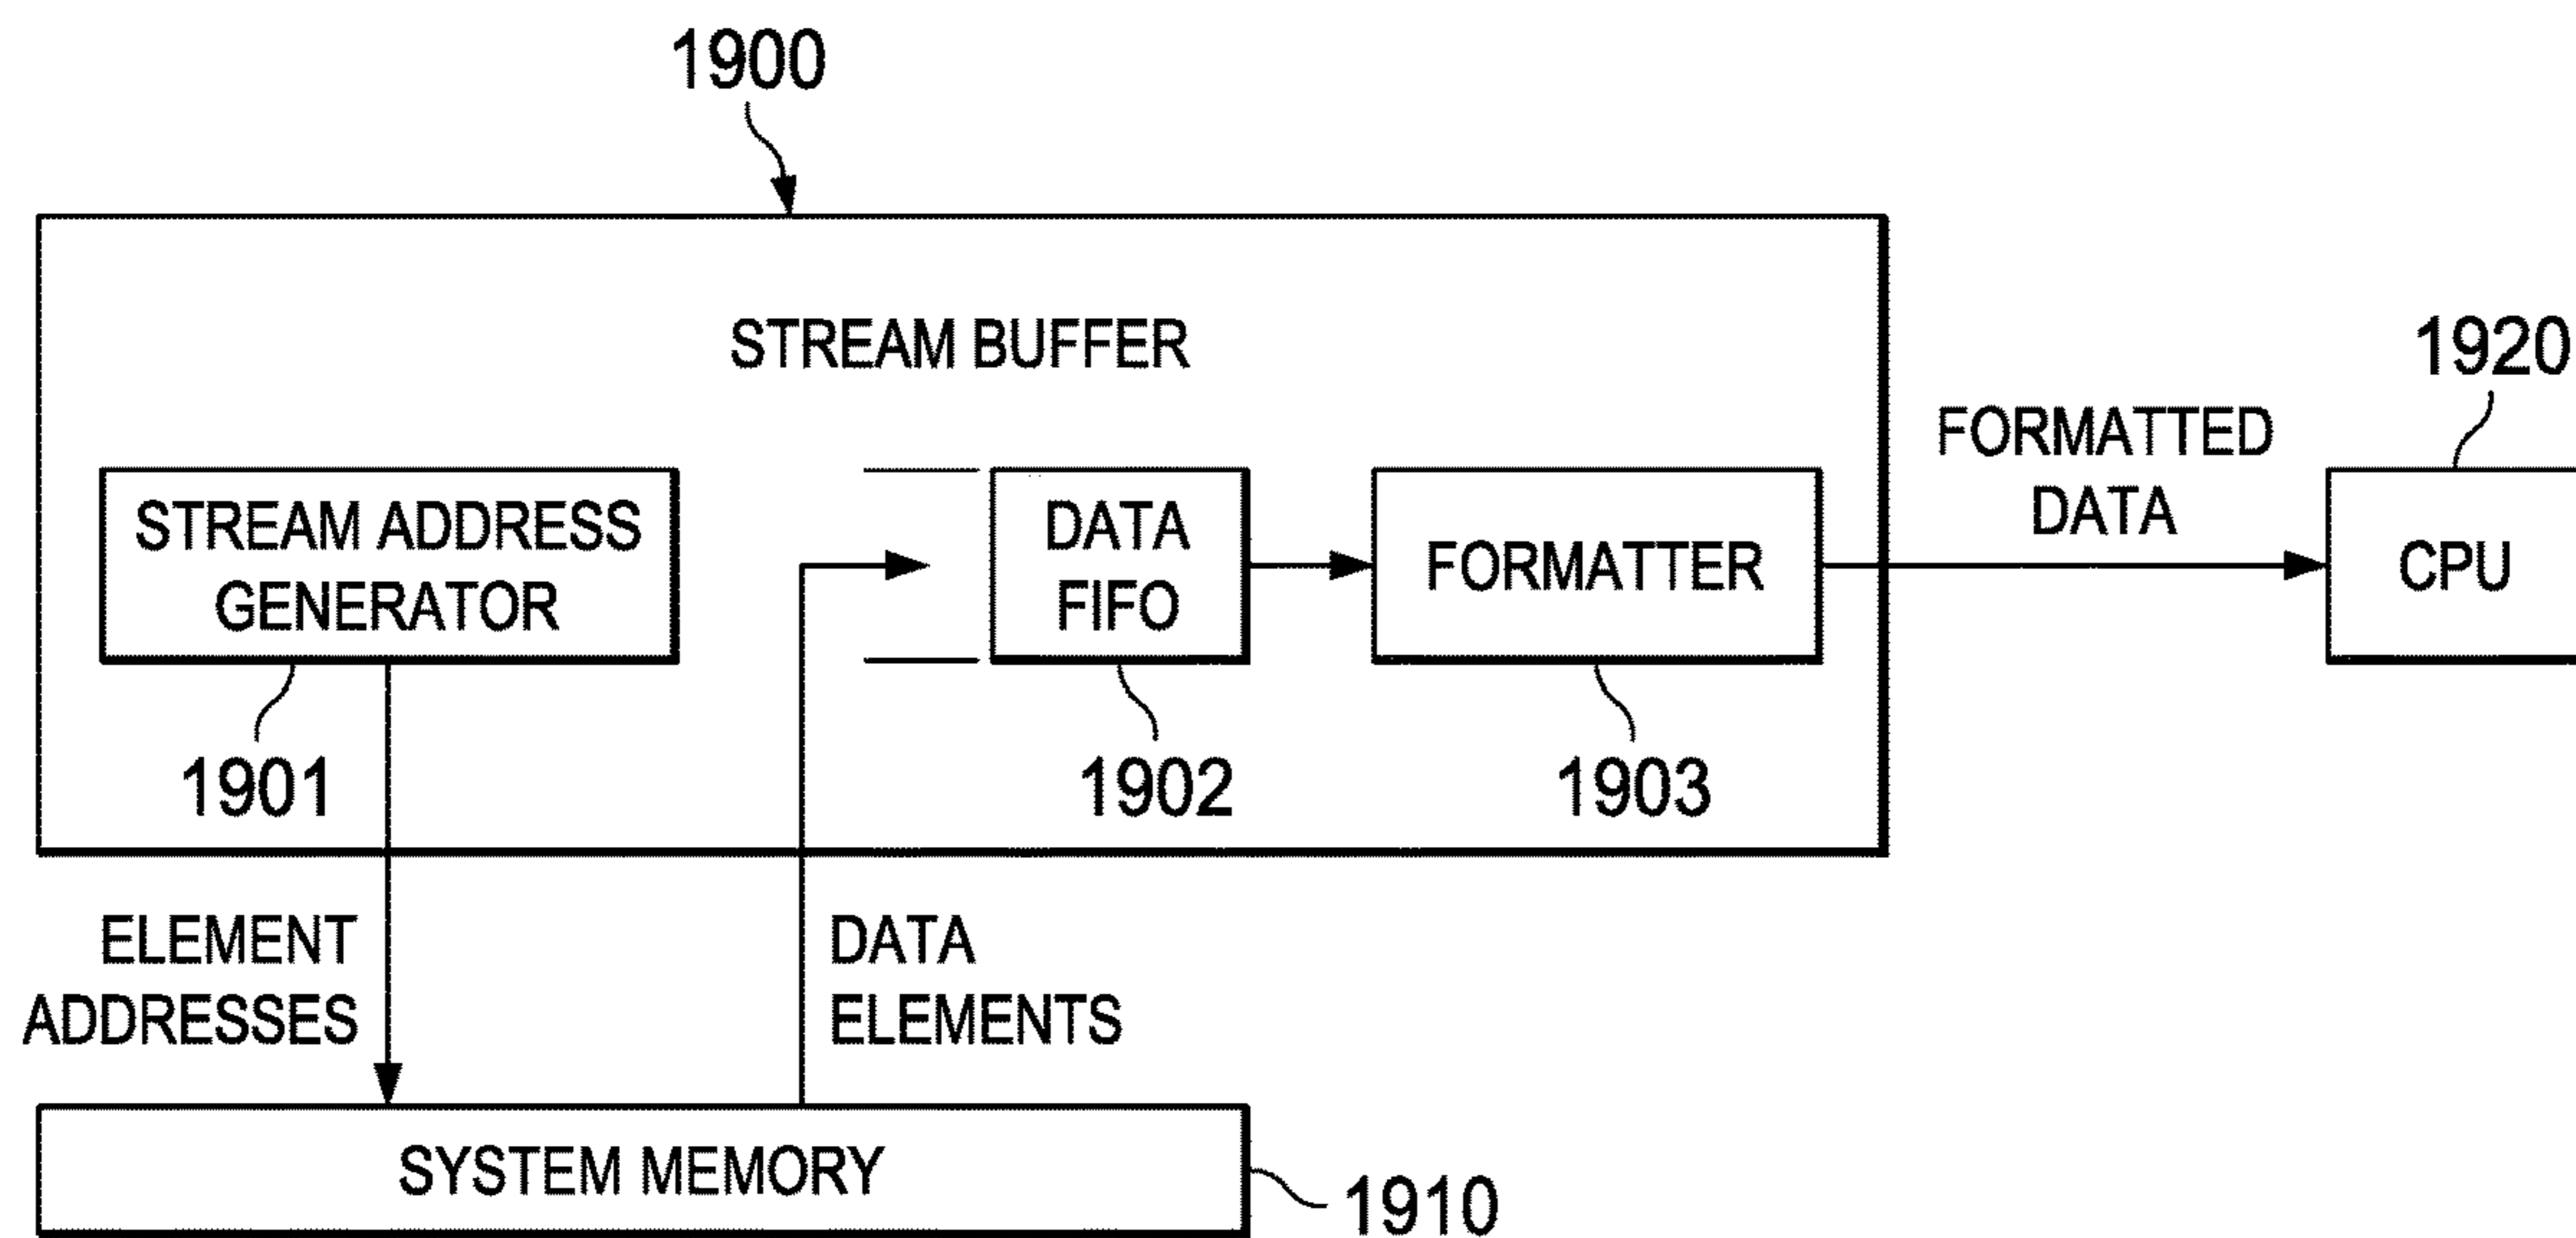 1900
STREAM BUFFER
1920
FORMATTED
DATA
STREAM ADDRESS
GENERATOR
DATA
FIFO
FORMATTER
CPU
1901
1902
1903
ELEMENT
ADDRESSES
DATA
ELEMENTS
SYSTEM MEMORY
1910